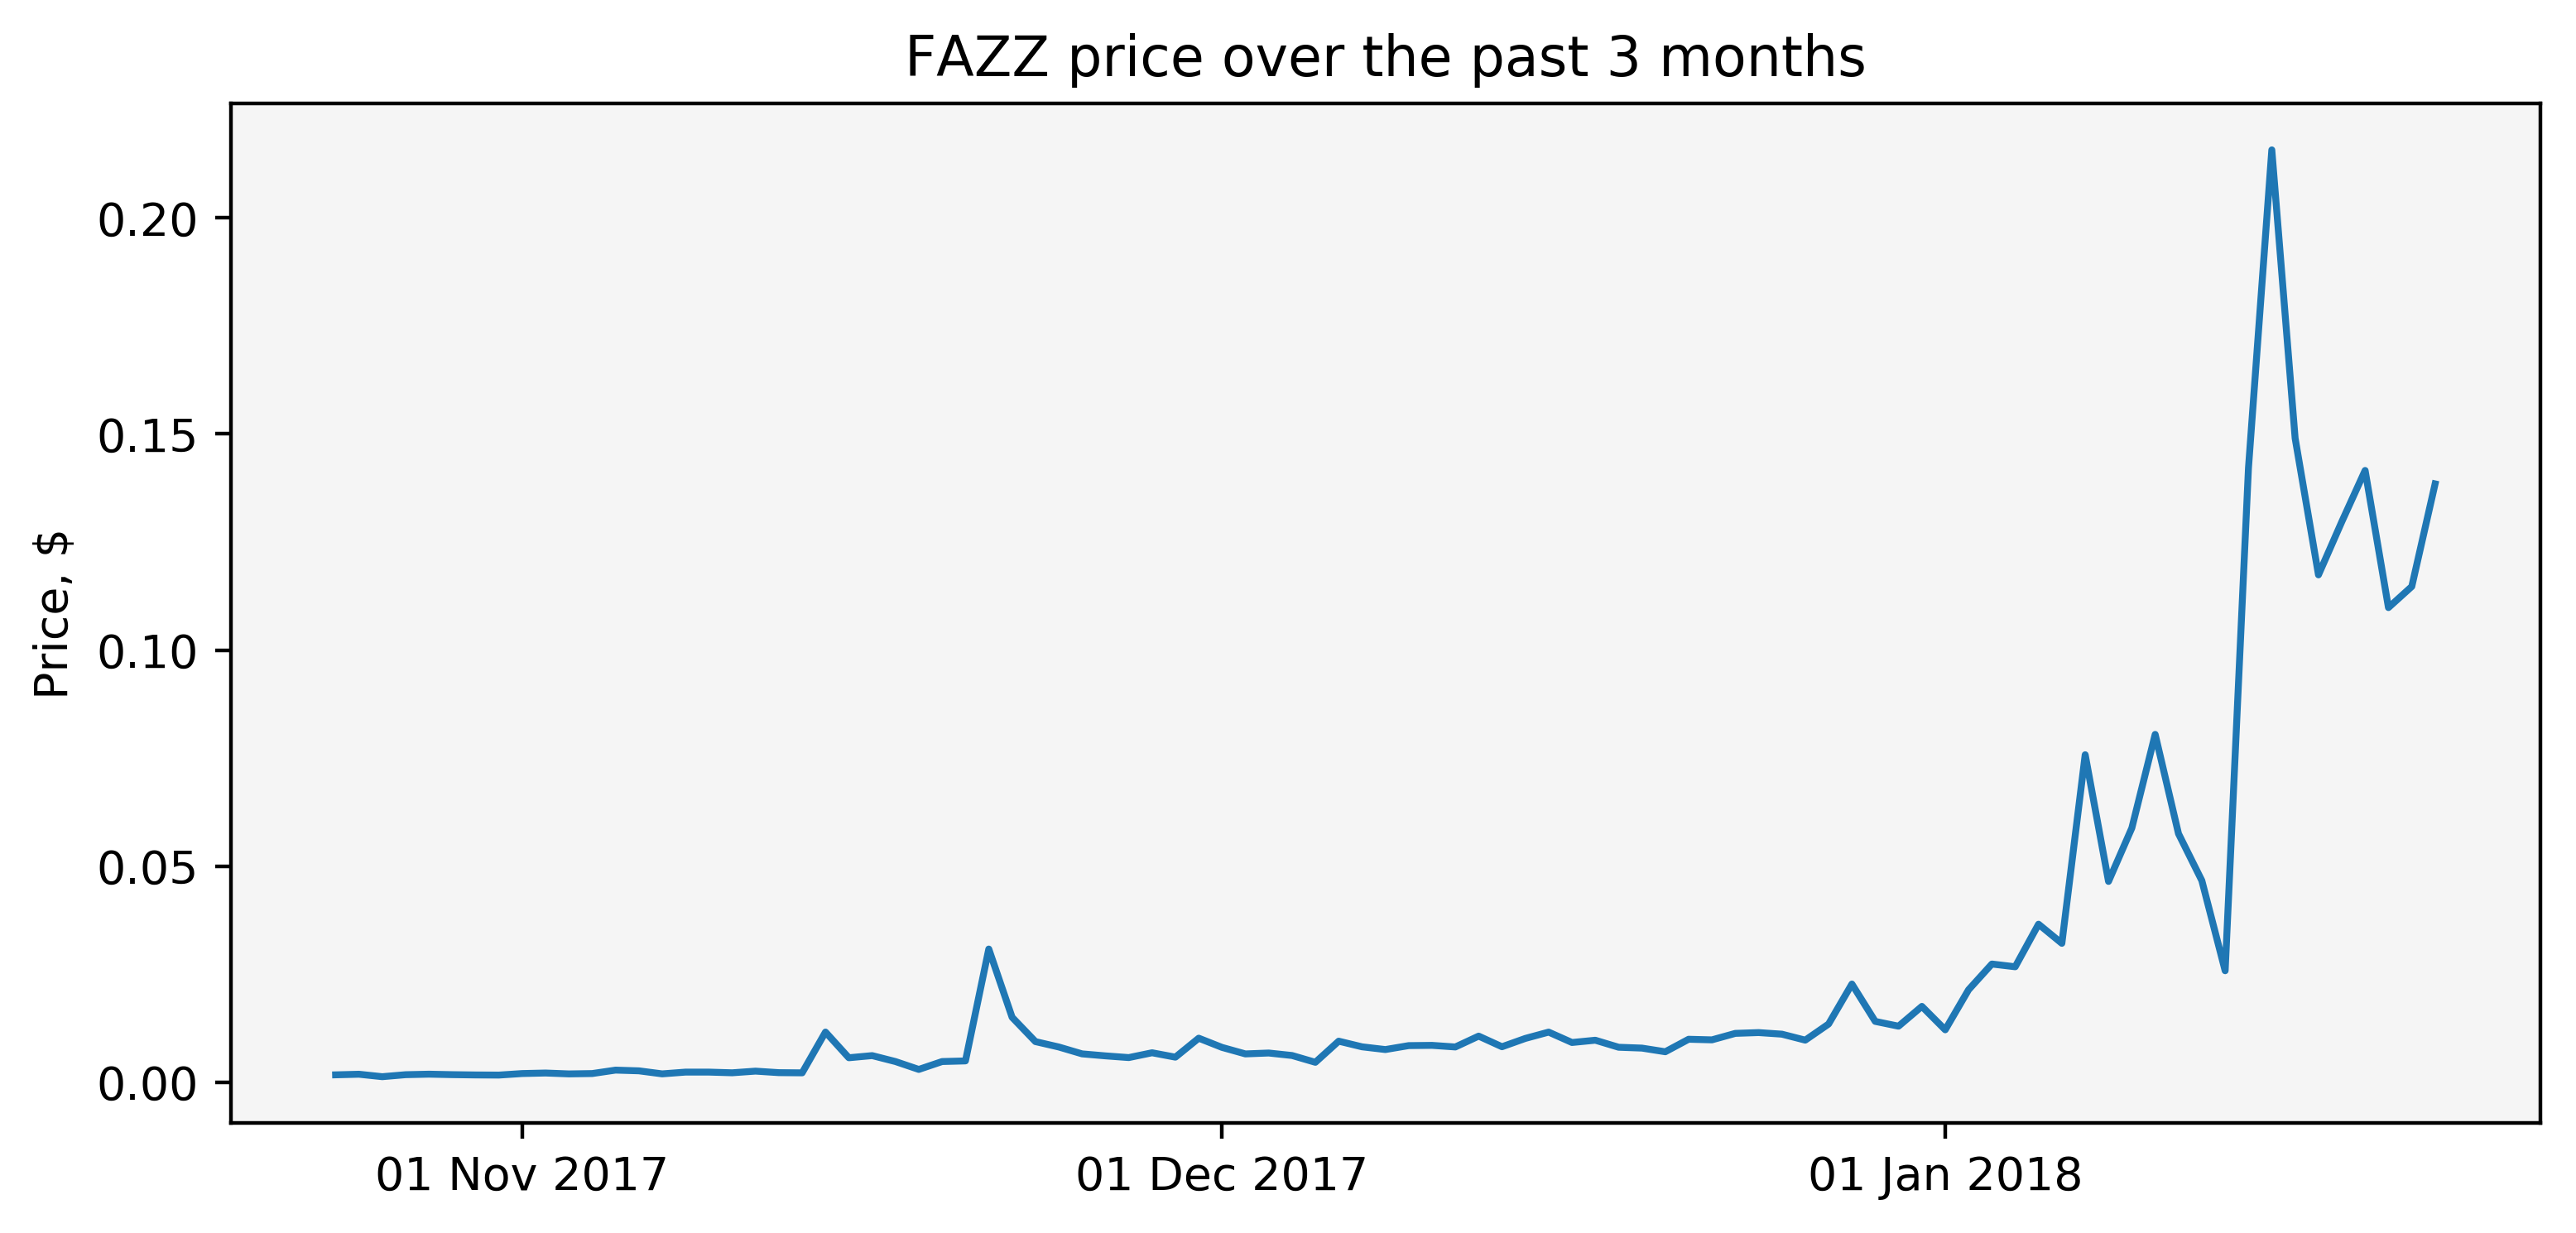 FAZZ price over the past 3 months
Price, $
0.20
0.15
0.10
0.05
0.00
01 Nov 2017
01 Dec 2017
01 Jan 2018